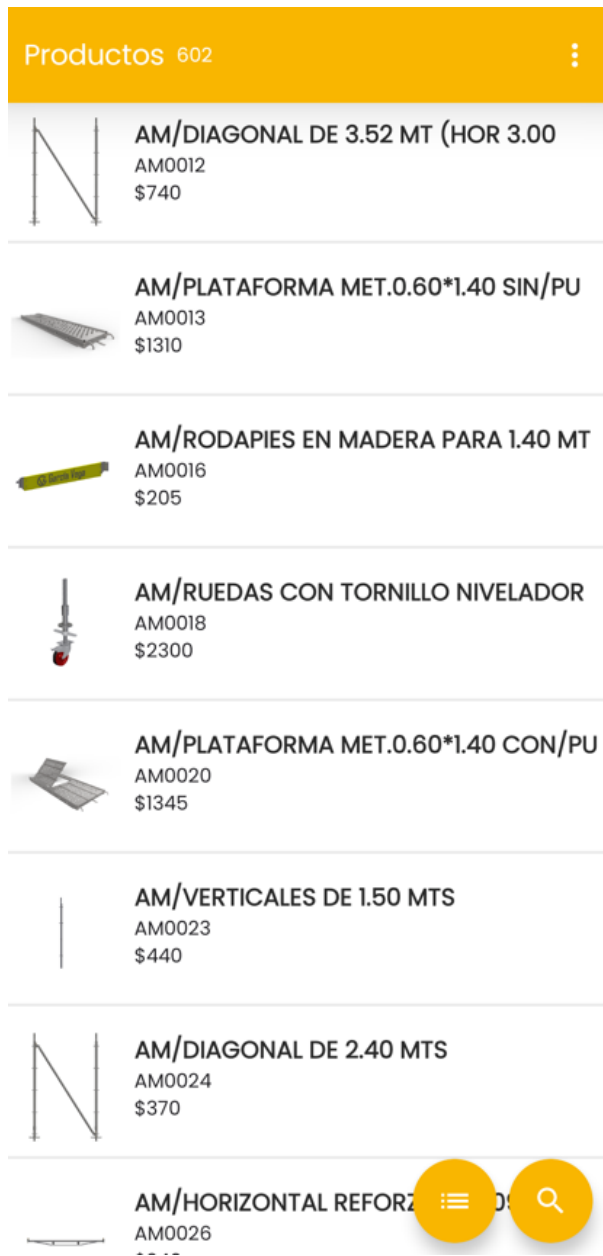 Productos 602
AM/DIAGONAL DE 3.52 MT (HOR 3.00
AM0012
$740
AM/PLATAFORMA MET.0.60*1.40 SIN/PU
AM0013
$1310
AM/RODAPIES EN MADERA PARA 1.40 MT
AM0016
$205
AM/RUEDAS CON TORNILLO NIVELADOR
AM0018
$2300
AM/PLATAFORMA MET.0.60*1.40 CON/PU
AM0020
$1345
AM/VERTICALES DE 1.50 MTS
AM0023
$440
AM/DIAGONAL DE 2.40 MTS
AM0024
$370
AM/HORIZONTAL
AM0026